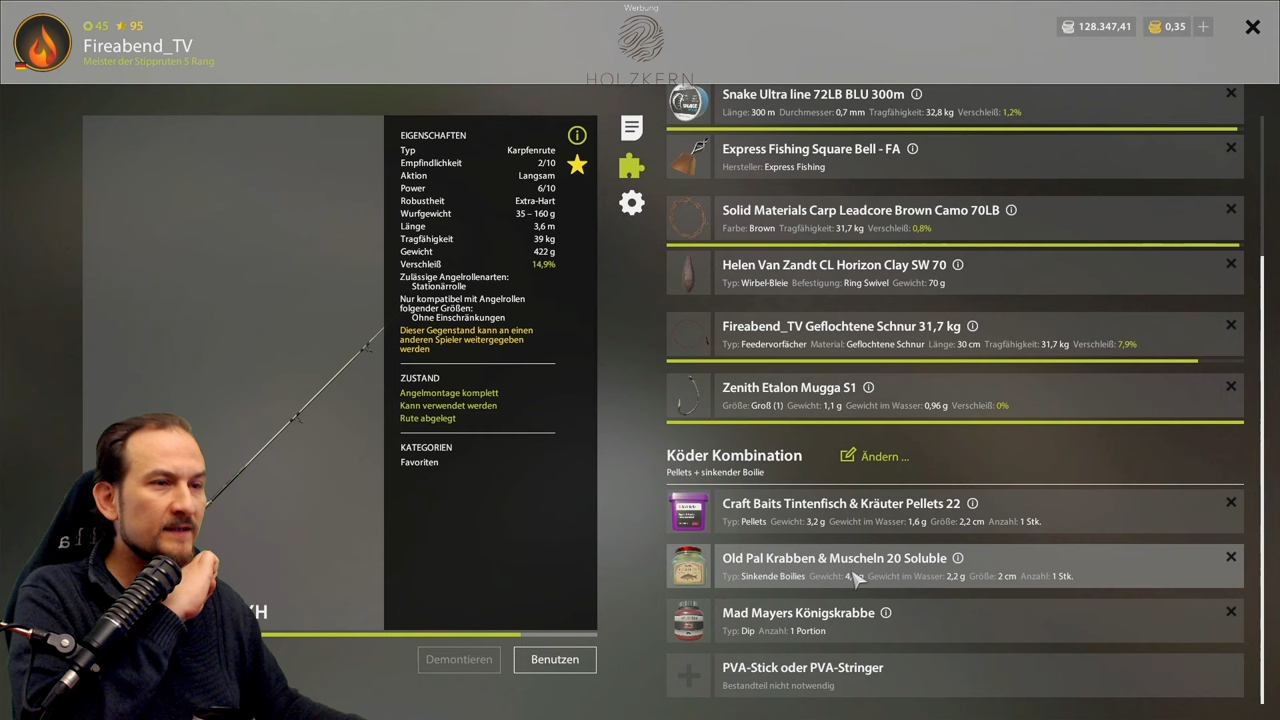 Werbung
45 95
Fireabend_TV
Meister der Stippruten 5 Rang
HOLZKERN
128.347,41
0,35
EIGENSCHAFTEN
Typ Karpfenrute
Empfindlichkeit 2/10
Aktion Langsam
Power 6/10
Robustheit Extra-Hart
Wurfgewicht 35 – 160 g
Länge 3,6 m
Tragfähigkeit 39 kg
Gewicht 422 g
Verschleiß 14,9%
Zulässige Angelrollenarten:
Stationärrolle
Nur kompatibel mit Angelrollen
folgender Größen:
Ohne Einschränkungen
Dieser Gegenstand kann an einen
anderen Spieler weitergegeben
werden
ZUSTAND
Angelmontage komplett
Kann verwendet werden
Rute abgelegt
KATEGORIEN
Favoriten
Demontieren
Benutzen
Snake Ultra line 72LB BLU 300m
Länge: 300 m Durchmesser: 0,7 mm Tragfähigkeit: 32,8 kg Verschleiß: 1,2%
Express Fishing Square Bell - FA
Hersteller: Express Fishing
Solid Materials Carp Leadcore Brown Camo 70LB
Farbe: Brown Tragfähigkeit: 31,7 kg Verschleiß: 0,8%
Helen Van Zandt CL Horizon Clay SW 70
Typ: Wirbel-Bleie Befestigung: Ring Swivel Gewicht: 70 g
Fireabend_TV Geflochtene Schnur 31,7 kg
Typ: Feedervorfächer Material: Geflochtene Schnur Länge: 30 cm Tragfähigkeit: 31,7 kg Verschleiß: 7,9%
Zenith Etalon Mugga S1
Größe: Groß (1) Gewicht: 1,1 g Gewicht im Wasser: 0,96 g Verschleiß: 0%
Köder Kombination
Ändern ...
Pellets + sinkender Boilie
Craft Baits Tintenfisch & Kräuter Pellets 22
Typ: Pellets Gewicht: 3,2 g Gewicht im Wasser: 1,6 g Größe: 2,2 cm Anzahl: 1 Stk.
Old Pal Krabben & Muscheln 20 Soluble
Typ: Sinkende Boilies Gewicht: Gewicht im Wasser: 2,2 g Größe: 2 cm Anzahl: 1 Stk.
Mad Mayers Königskrabbe
Typ: Dip Anzahl: 1 Portion
PVA-Stick oder PVA-Stringer
Bestandteil nicht notwendig